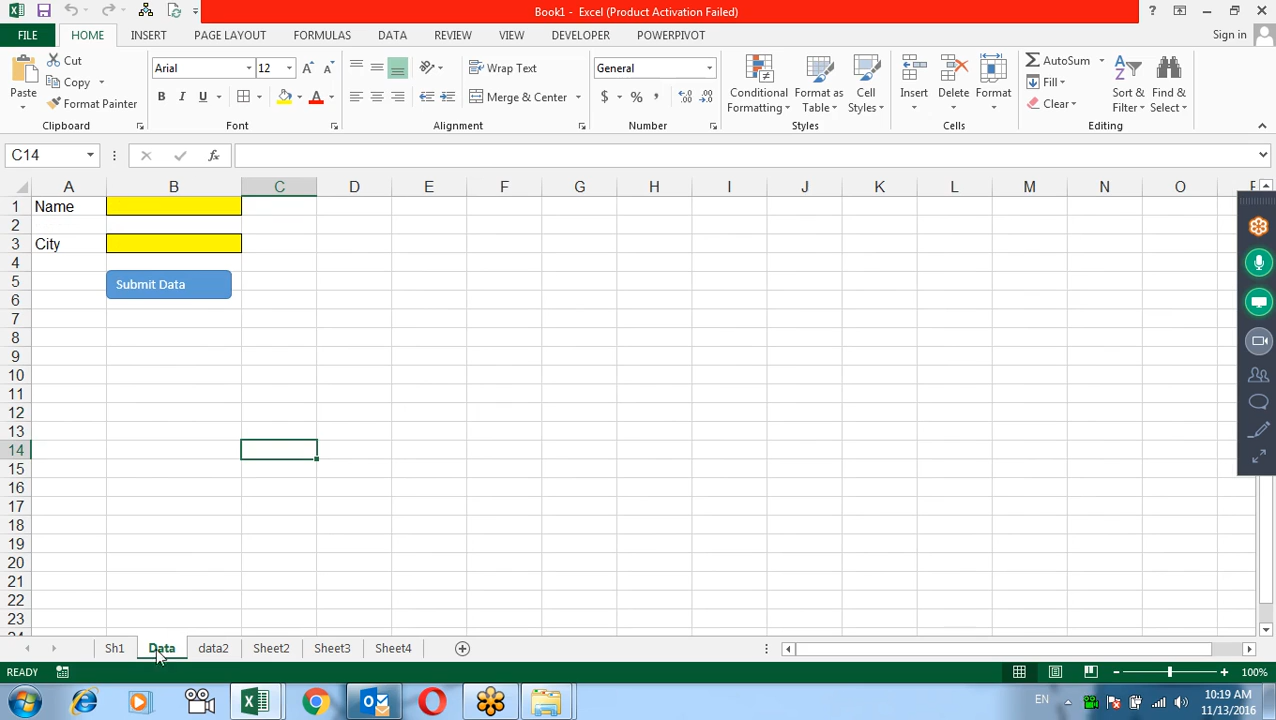 Book1 - Excel (Product Activation Failed)
?
FILE HOME INSERT PAGE LAYOUT FORMULAS DATA REVIEW VIEW DEVELOPER POWERPIVOT Sign in
Paste
Cut
Copy
Format Painter
Clipboard
Arial 12
B I U A
Font
Wrap Text
Merge & Center
Alignment
General
$ % ,
Number
Conditional Formatting
Format as Table
Cell Styles
Styles
Insert Delete Format
Cells
AutoSum
Fill
Clear
Sort & Filter
Find & Select
Editing
C14 fx
A B C D E F G H I J K L M N O
1 Name
2
3 City
4
5 Submit Data
6
7
8
9
10
11
12
13
14
15
16
17
18
19
20
21
22
23
Sh1 Data data2 Sheet2 Sheet3 Sheet4
READY 100%
EN 10:19 AM
11/13/2016